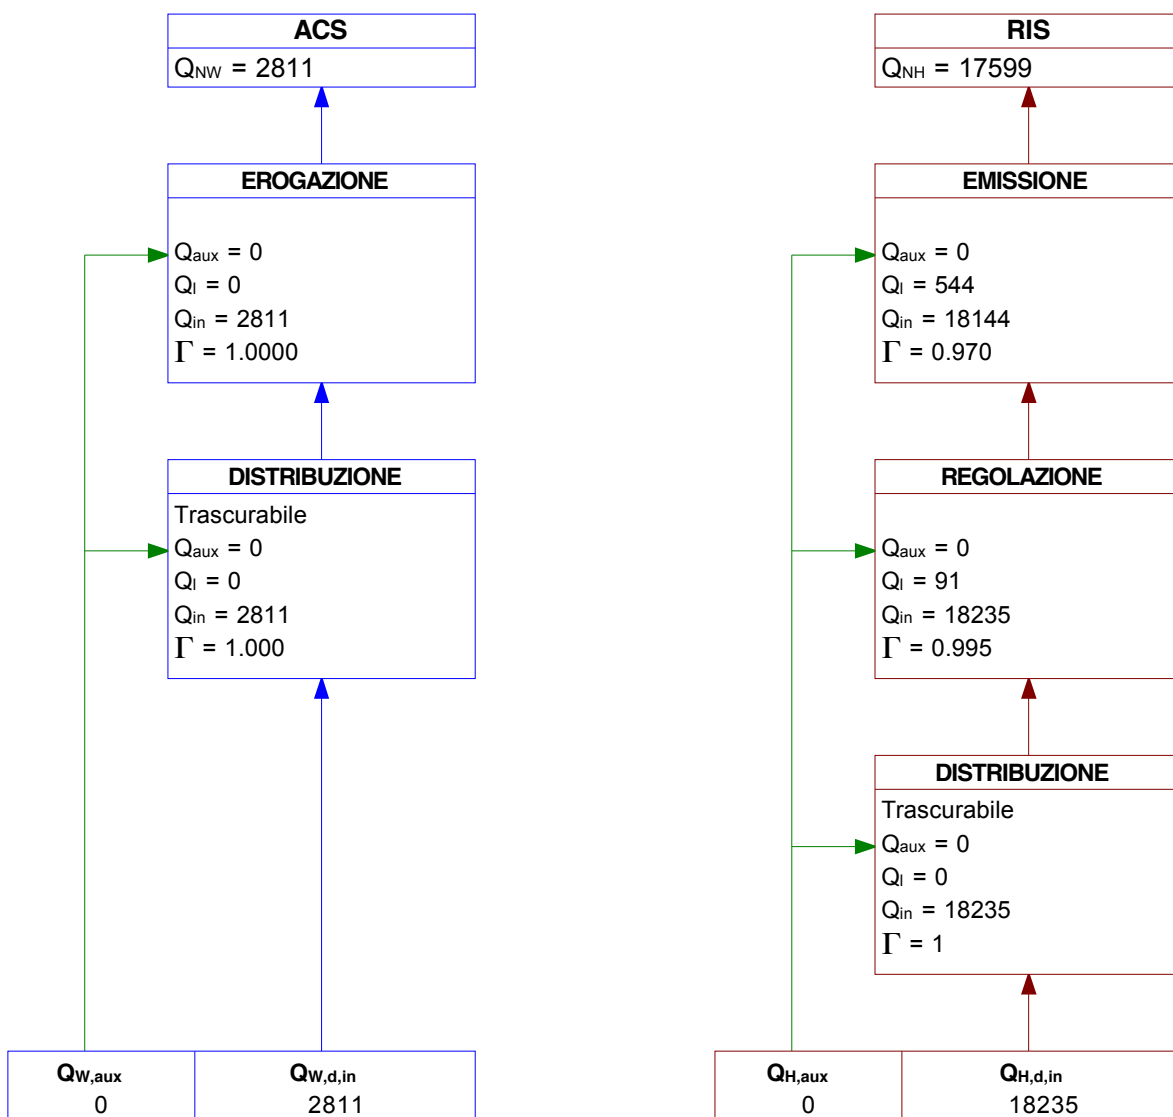 ACS
QNW = 2811
EROGAZIONE
Qaux = 0
Ql = 0
Qin = 2811
Γ = 1.0000
DISTRIBUZIONE
Trascurabile
Qaux = 0
Ql = 0
Qin = 2811
Γ = 1.000
QW,aux
0
QW,d,in
2811
RIS
QNH = 17599
EMISSIONE
Qaux = 0
Ql = 544
Qin = 18144
Γ = 0.970
REGOLAZIONE
Qaux = 0
Ql = 91
Qin = 18235
Γ = 0.995
DISTRIBUZIONE
Trascurabile
Qaux = 0
Ql = 0
Qin = 18235
Γ = 1
QH,aux
0
QH,d,in
18235